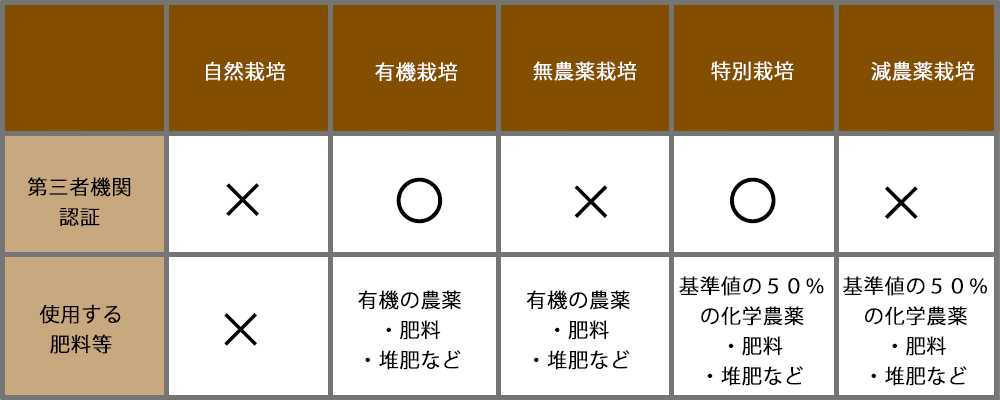 自然栽培
有機栽培
無農薬栽培
特別栽培
減農薬栽培
第三者機関
認証
×
○
×
○
×
使用する
肥料等
×
有機の農薬
・肥料
・堆肥など
有機の農薬
・肥料
・堆肥など
基準値の５０％
の化学農薬
・肥料
・堆肥など
基準値の５０％
の化学農薬
・肥料
・堆肥など